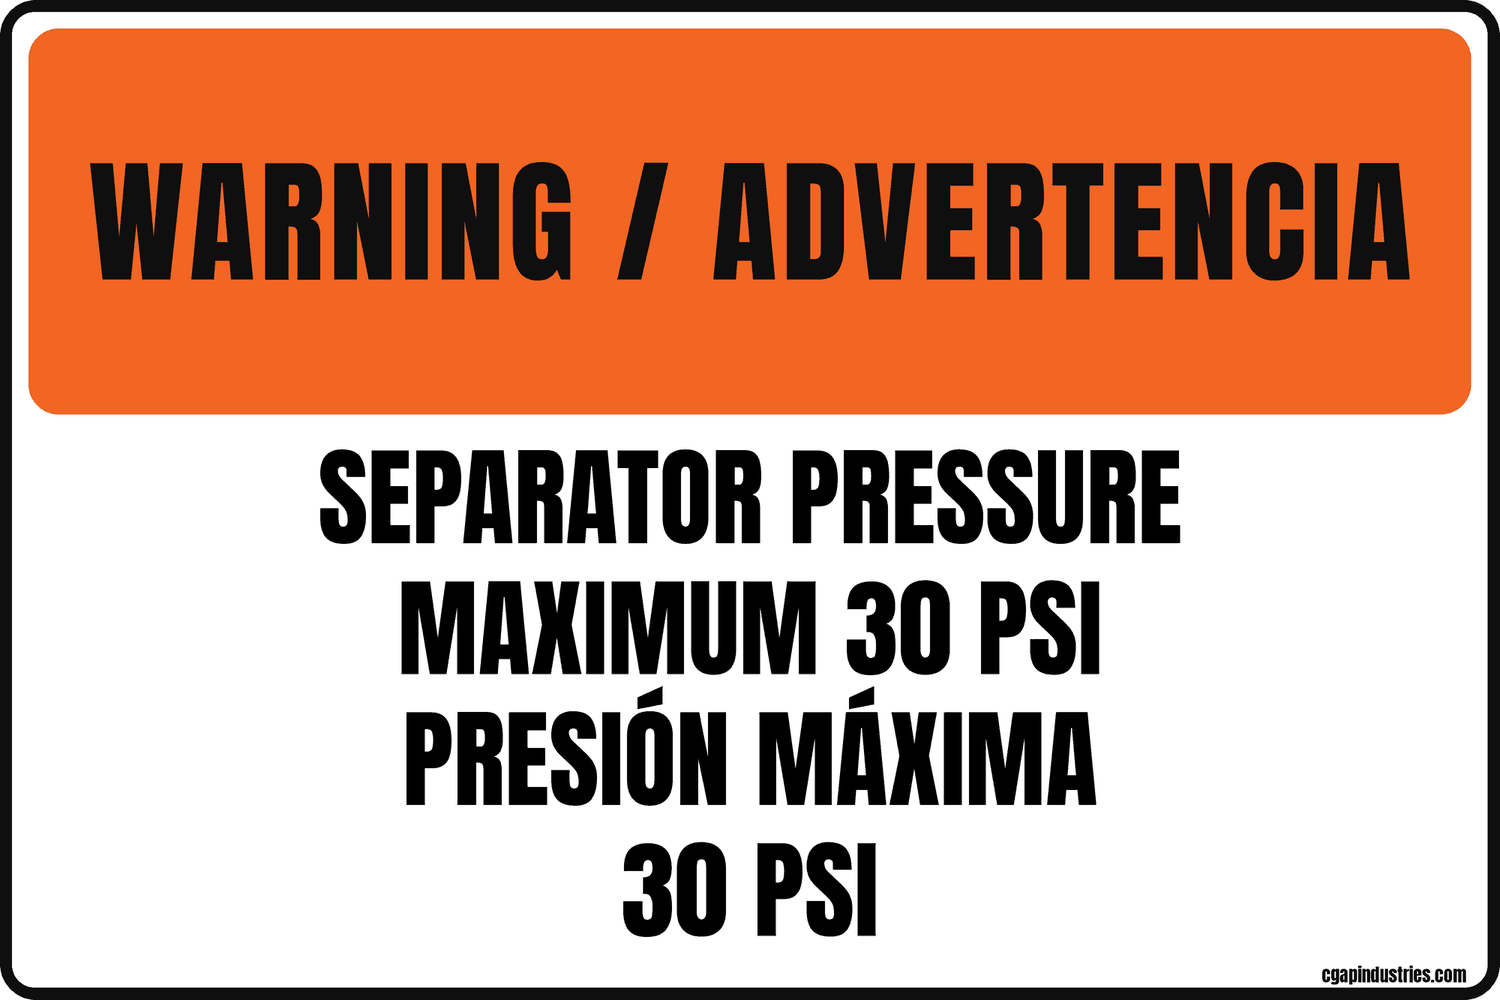 WARNING / ADVERTENCIA
SEPARATOR PRESSURE
MAXIMUM 30 PSI
PRESIÓN MÁXIMA
30 PSI
cgapindustries.com